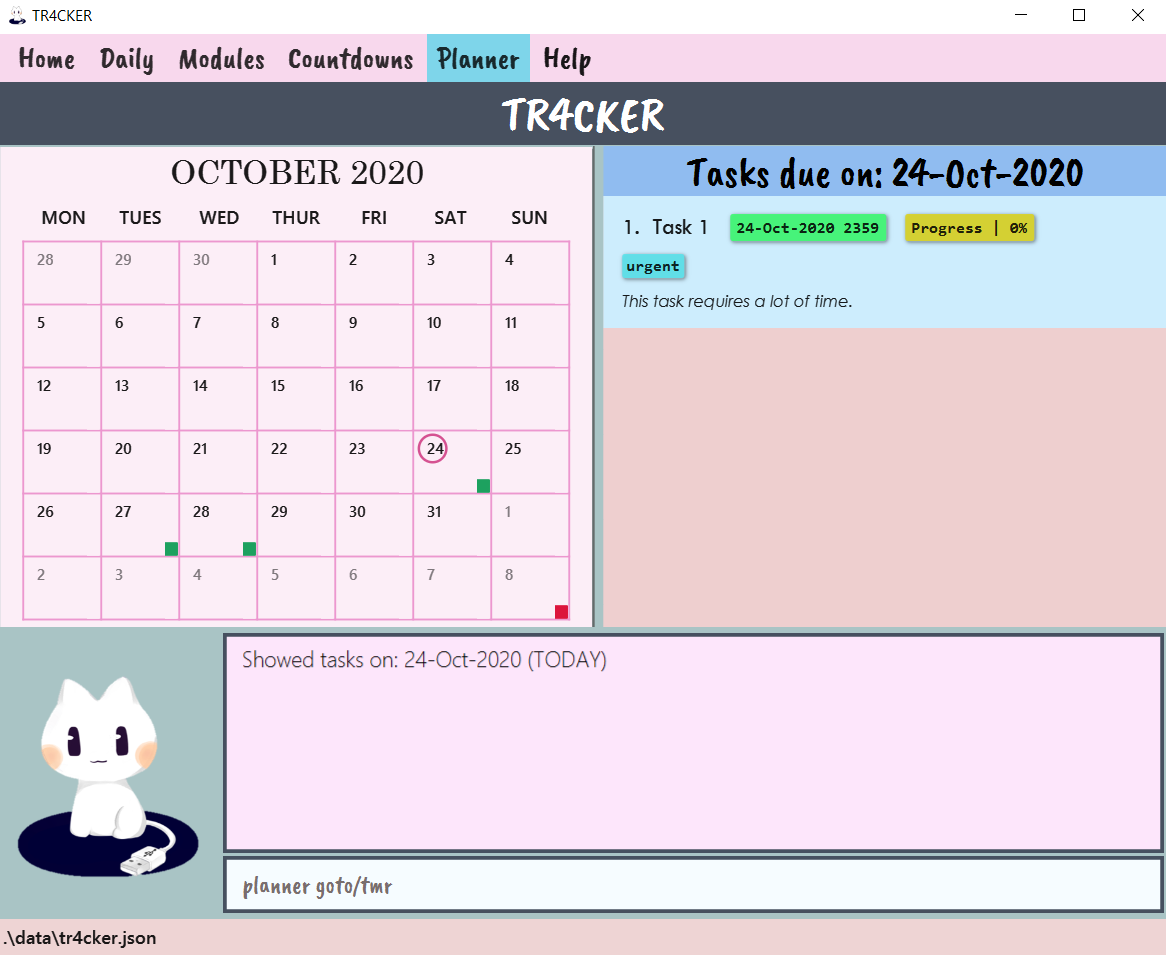 TR4CKER
Home Daily Modules Countdowns Planner Help
TR4CKER
OCTOBER 2020
MON TUES WED THUR FRI SAT SUN
28 29 30 1 2 3 4
5 6 7 8 9 10 11
12 13 14 15 16 17 18
19 20 21 22 23 24 25
26 27 28 29 30 31 1
2 3 4 5 6 7 8
Tasks due on: 24-Oct-2020
1. Task 1 24-Oct-2020 2359 Progress | 0%
urgent
This task requires a lot of time.
Showed tasks on: 24-Oct-2020 (TODAY)
planner goto/tmr
.\data\tr4cker.json